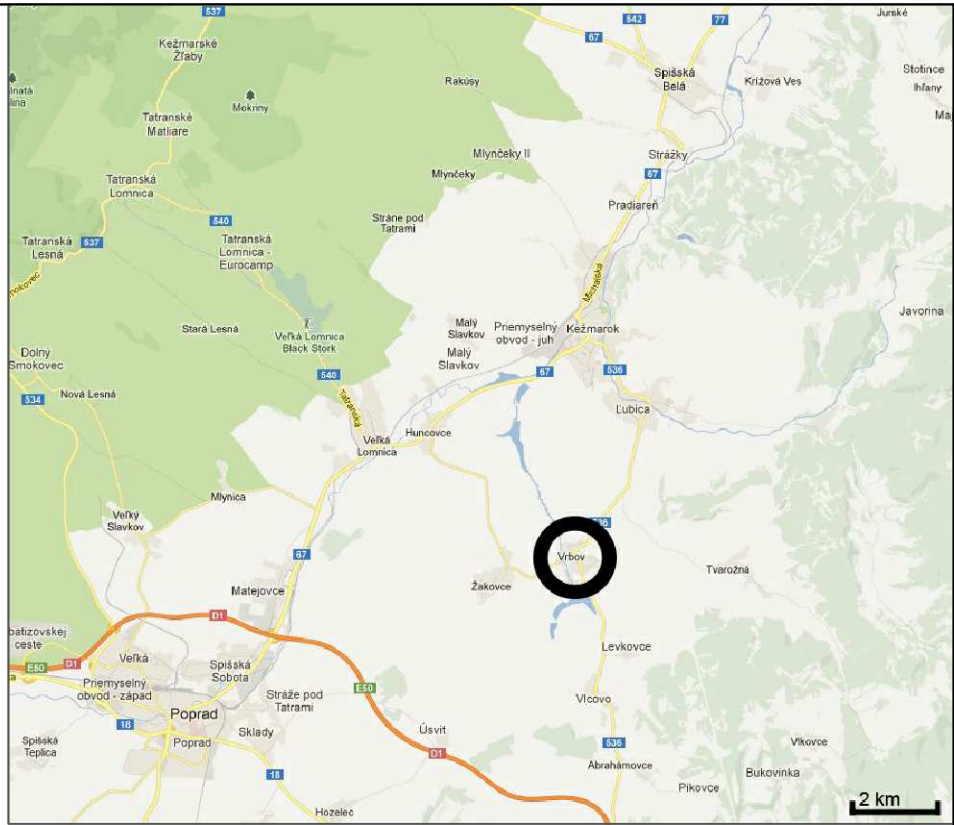 537
Kežmarské
Žľaby
542
77
67
Jurské
Spišská
Belá
Krížová Ves
Stotince
Ihľany
Rakúsy
Mokriny
Tatranské
Matliare
Strážky
Mlynčeky II
Mlynčeky
67
Tatranská
Lomnica
Pradiareň
540
Stráne pod
Tatrami
Tatranská
Lesná
537
Tatranská
Lomnica -
Eurocamp
Michalská
Javorina
Stará Lesná
Veľká Lomnica
Black Stork
Malý
Slavkov
Priemyselný
obvod - juh
Kežmarok
Malý
Slavkov
Dolný
Smokovec
540
67
536
534
Nová Lesná
Tatranská
Ľubica
Huncovce
Veľká
Lomnica
Mlynica
Veľký
Slavkov
67
536
Vrbov
Tvarožná
Žakovce
Matejovce
D1
Levkovce
Veľká
E50
D1
Spišská
Sobota
Priemyselný
obvod - západ
E50
Stráže pod
Tatrami
Vlcovo
Poprad
18
Poprad
Sklady
Úsvit
D1
536
Vlkovce
Spišská
Teplica
18
Abrahámovce
Bukovinka
Pikovce
Hozelec
2 km